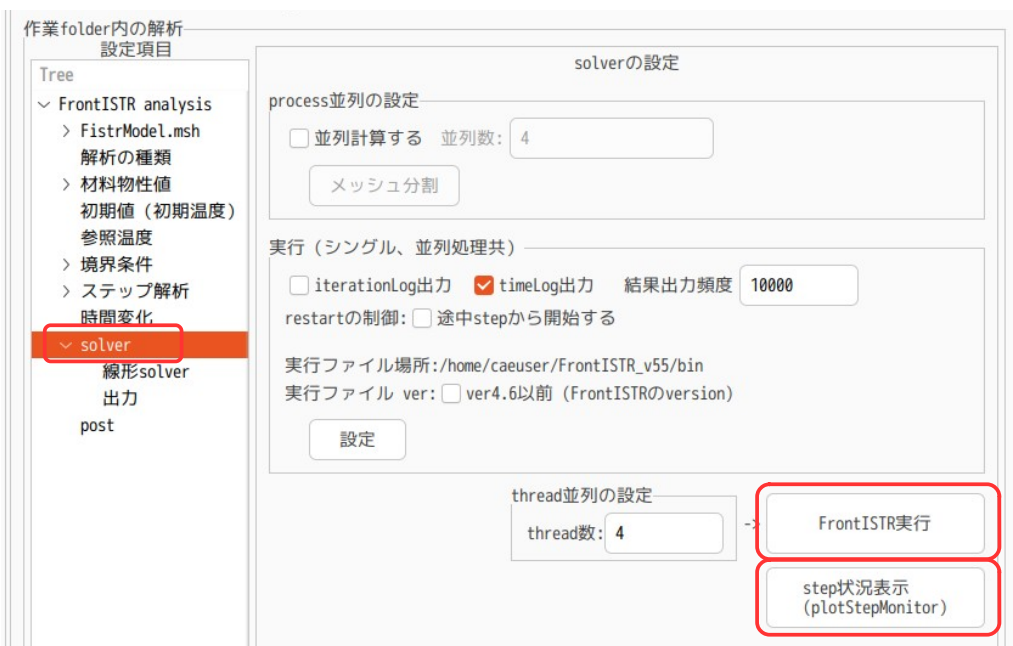 作業folder内の解析
設定項目
Tree
FrontISTR analysis
FistrModel.msh
解析の種類
材料物性値
初期値（初期温度）
参照温度
境界条件
ステップ解析
時間変化
solver
線形solver
出力
post
solverの設定
process並列の設定
並列計算する 並列数: 4
メッシュ分割
実行（シングル、並列処理共）
iterationLog出力 timeLog出力 結果出力頻度 10000
restartの制御: 途中stepから開始する
実行ファイル場所:/home/caeuser/FrontISTR_v55/bin
実行ファイル ver: ver4.6以前（FrontISTRのversion）
設定
thread並列の設定
thread数: 4
->
FrontISTR実行
step状況表示
(plotStepMonitor)